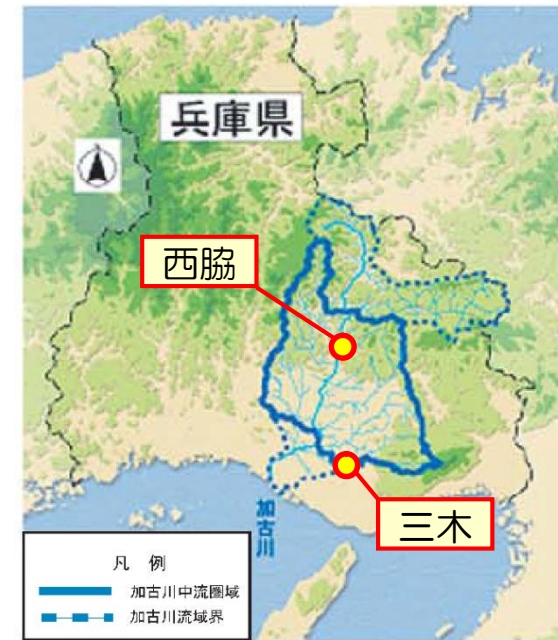 兵庫県
西脇
加古川
三木
凡 例
加古川中流圏域
加古川流域界